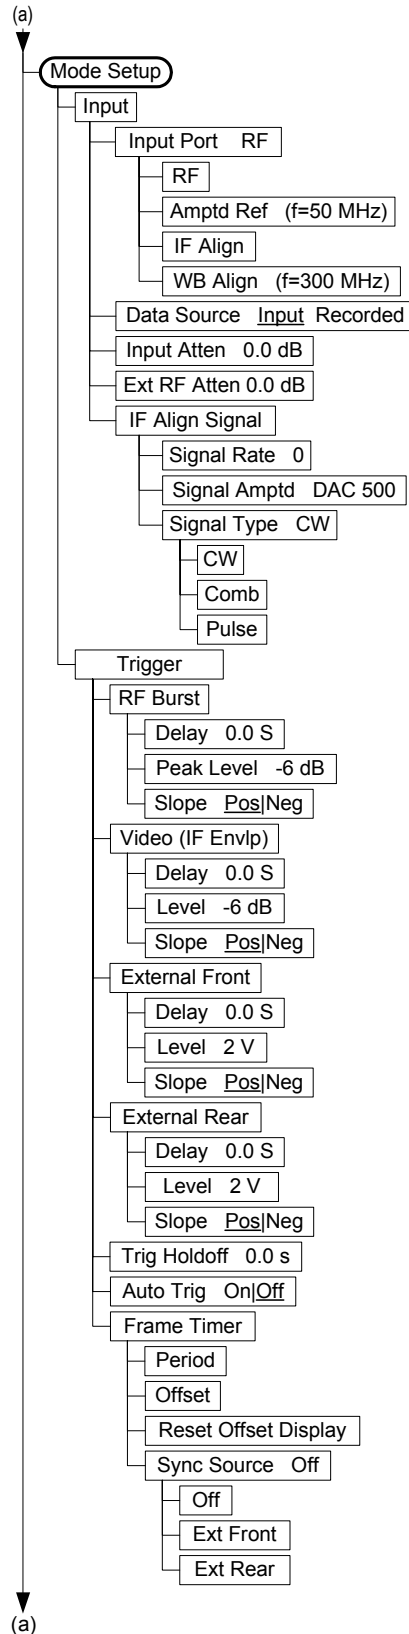 (a)
Mode Setup
Input
Input Port RF
RF
Amptd Ref (f=50 MHz)
IF Align
WB Align (f=300 MHz)
Data Source Input Recorded
Input Atten 0.0 dB
Ext RF Atten 0.0 dB
IF Align Signal
Signal Rate 0
Signal Amptd DAC 500
Signal Type CW
CW
Comb
Pulse
Trigger
RF Burst
Delay 0.0 S
Peak Level -6 dB
Slope Pos|Neg
Video (IF Envlp)
Delay 0.0 S
Level -6 dB
Slope Pos|Neg
External Front
Delay 0.0 S
Level 2 V
Slope Pos|Neg
External Rear
Delay 0.0 S
Level 2 V
Slope Pos|Neg
Trig Holdoff 0.0 s
Auto Trig On|Off
Frame Timer
Period
Offset
Reset Offset Display
Sync Source Off
Off
Ext Front
Ext Rear
(a)